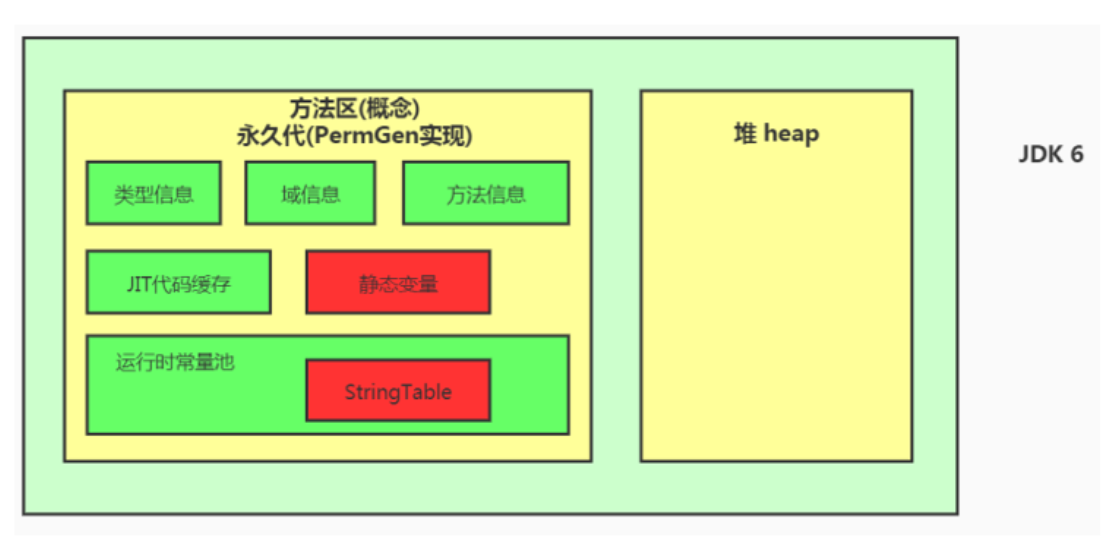 方法区(概念)
永久代(PermGen实现)
类型信息
域信息
方法信息
JIT代码缓存
静态变量
运行时常量池
StringTable
堆 heap
JDK 6